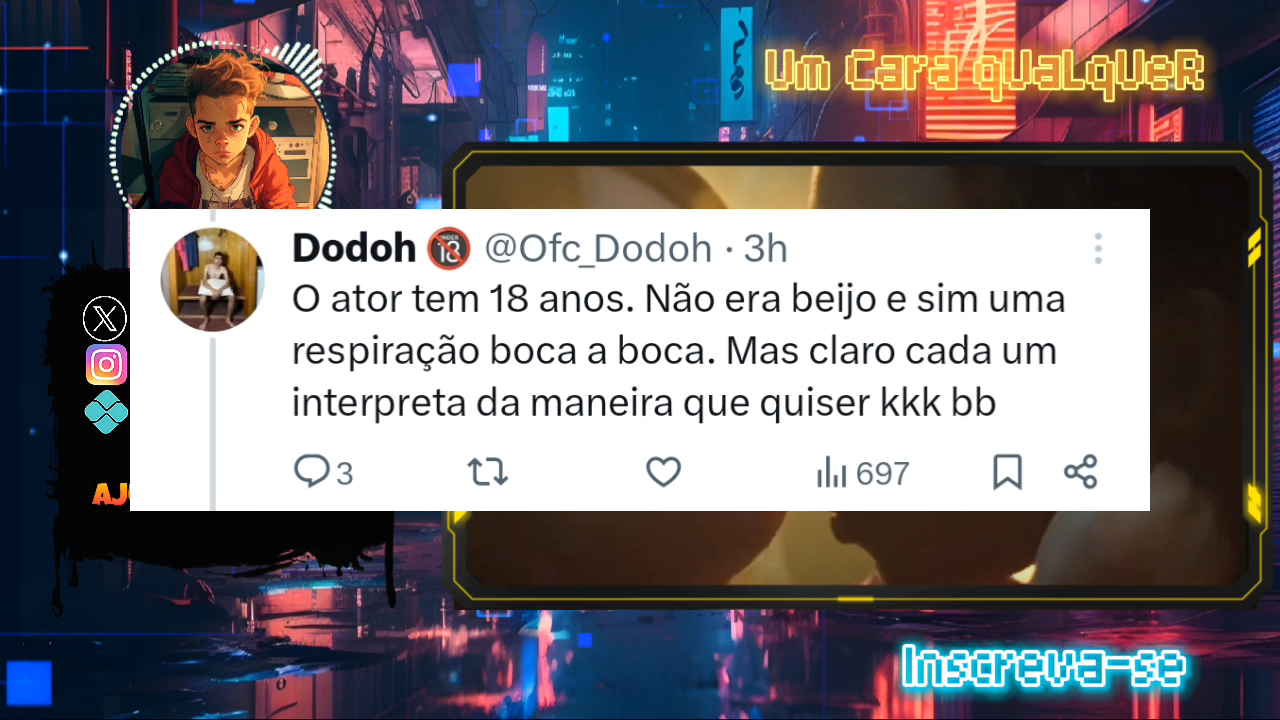 Um Cara qUaLqUeR
Dodoh 🔞 @Ofc_Dodoh · 3h
O ator tem 18 anos. Não era beijo e sim uma
respiração boca a boca. Mas claro cada um
interpreta da maneira que quiser kkk bb
3 697
Inscreva-se